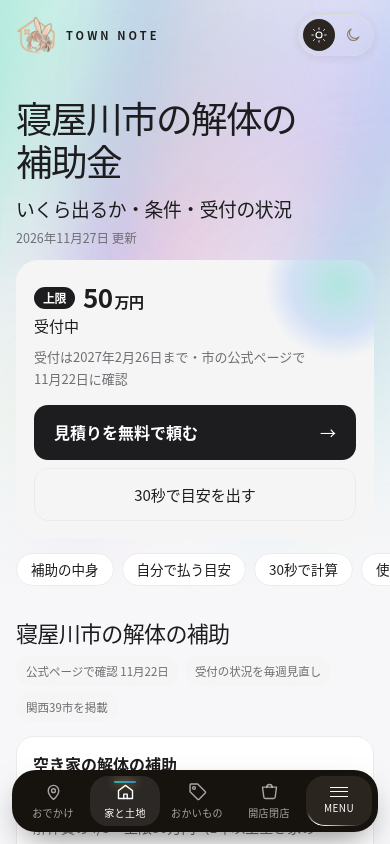 TOWN NOTE
寝屋川市の解体の
補助金
いくら出るか・条件・受付の状況
2026年11月27日 更新
上限 50万円
受付中
受付は2027年2月26日まで・市の公式ページで
11月22日に確認
見積りを無料で頼む →
30秒で目安を出す
補助の中身 自分で払う目安 30秒で計算 使
寝屋川市の解体の補助
公式ページで確認 11月22日 受付の状況を毎週見直し
関西39市を掲載
空き家の解体の補助
おでかけ 家と土地 おかいもの 開店閉店 MENU